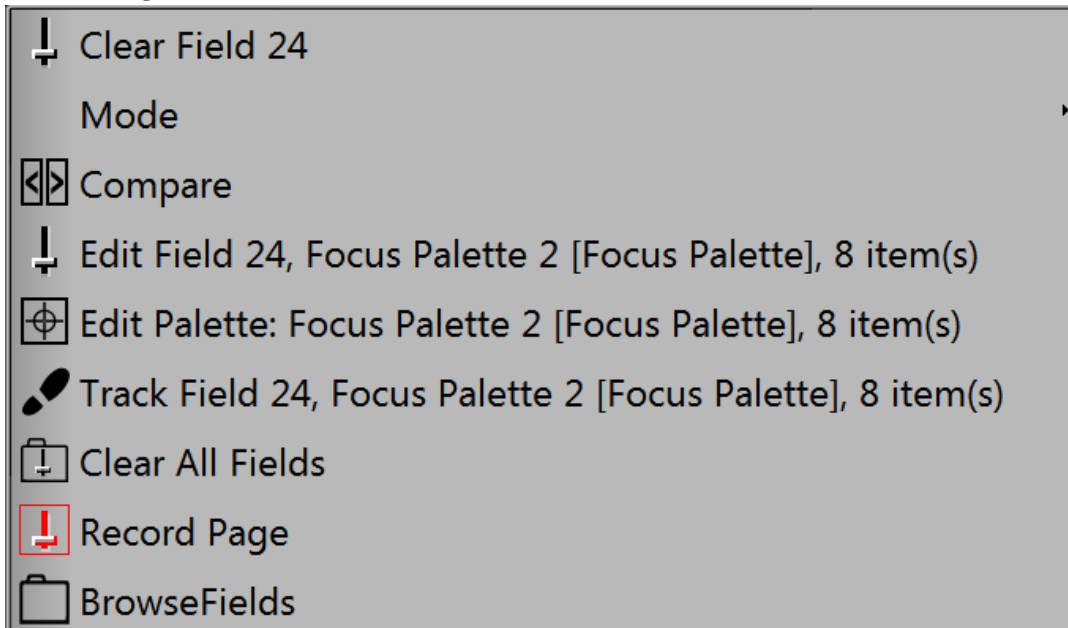 Clear Field 24
Mode
Compare
Edit Field 24, Focus Palette 2 [Focus Palette], 8 item(s)
Edit Palette: Focus Palette 2 [Focus Palette], 8 item(s)
Track Field 24, Focus Palette 2 [Focus Palette], 8 item(s)
Clear All Fields
Record Page
BrowseFields